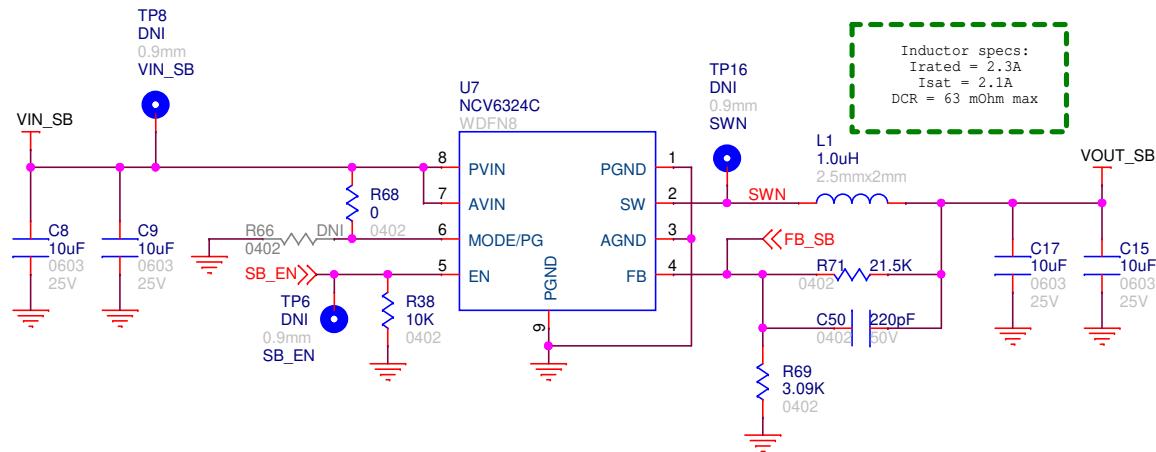 TP8
DNI
0.9mm
VIN_SB
VIN_SB
Inductor specs:
Irated = 2.3A
Isat = 2.1A
DCR = 63 mOhm max
U7
NCV6324C
WDFN8
TP16
DNI
0.9mm
SWN
L1
1.0uH
2.5mmx2mm
VOUT_SB
8 PVIN
7 AVIN
6 MODE/PG
5 EN
PGND 1
SW 2
AGND 3
FB 4
PGND
9
SWN
FB_SB
R68
0
0402
R66 DNI
0402
C8
10uF
0603
25V
C9
10uF
0603
25V
SB_EN
TP6
DNI
0.9mm
SB_EN
R38
10K
0402
R71 21.5K
0402
C50 220pF
0402 50V
R69
3.09K
0402
C17
10uF
0603
25V
C15
10uF
0603
25V